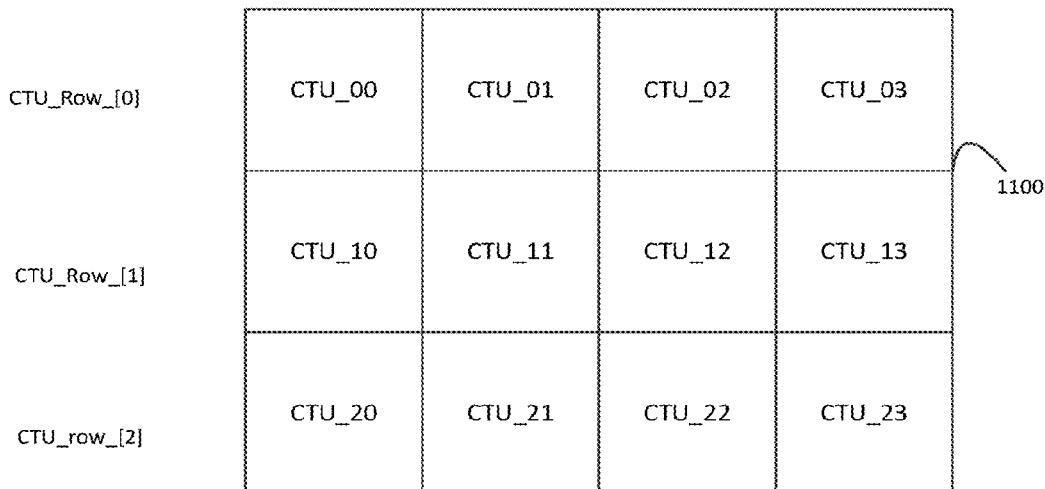 CTU_Row_[0] CTU_00 CTU_01 CTU_02 CTU_03
1100
CTU_Row_[1] CTU_10 CTU_11 CTU_12 CTU_13
CTU_row_[2] CTU_20 CTU_21 CTU_22 CTU_23